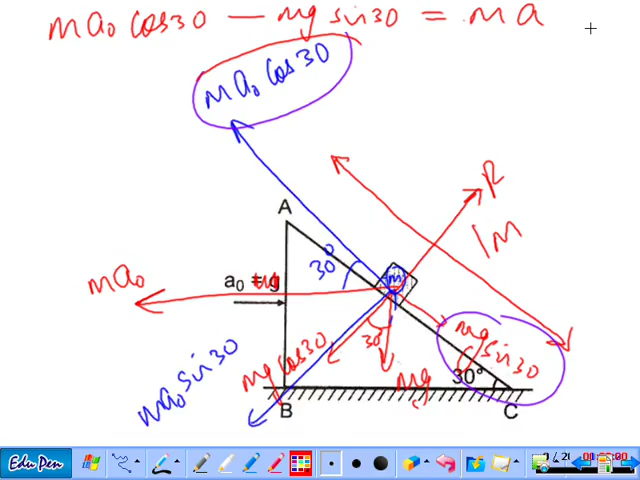 ma₀ cos30 - mg sin30 = ma
ma₀ cos30
R
1M
A
30°
m
ma₀
a₀ = g
mg sin30
30
mg cos30
30°
mg
ma₀ sin30
B
C
Edu Pen